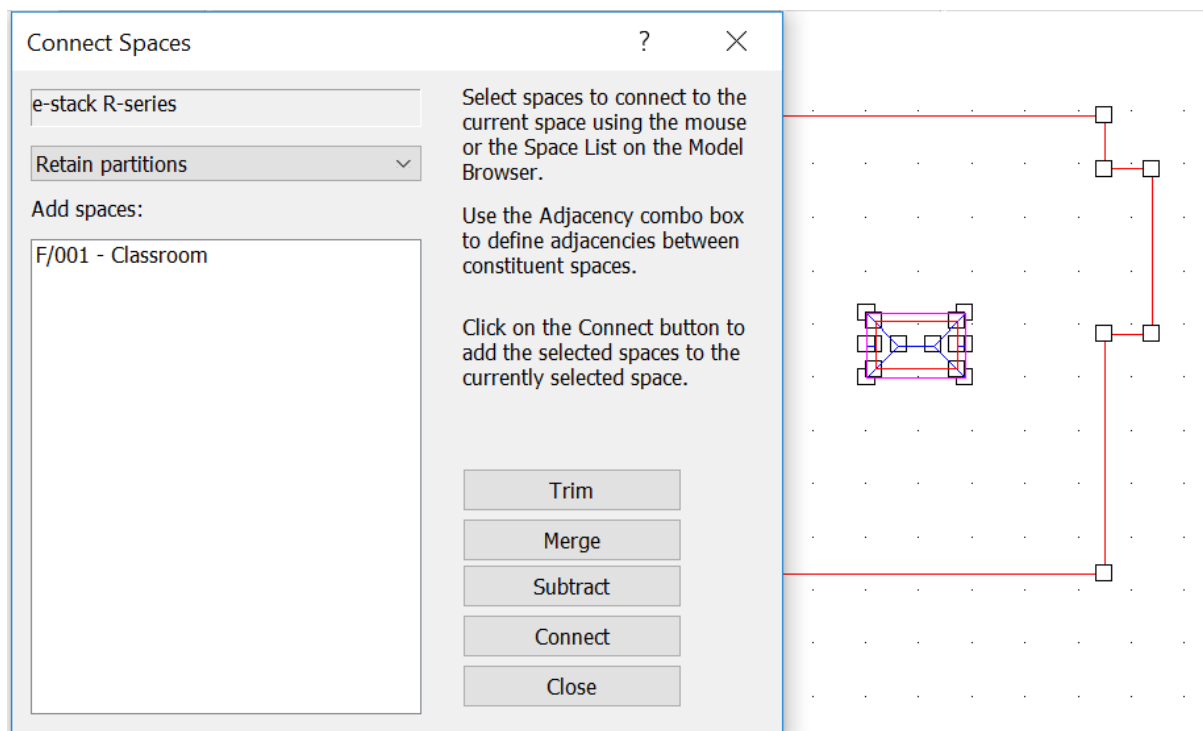 Connect Spaces
?
e-stack R-series
Retain partitions
Add spaces:
F/001 - Classroom
Select spaces to connect to the
current space using the mouse
or the Space List on the Model
Browser.
Use the Adjacency combo box
to define adjacencies between
constituent spaces.
Click on the Connect button to
add the selected spaces to the
currently selected space.
Trim
Merge
Subtract
Connect
Close